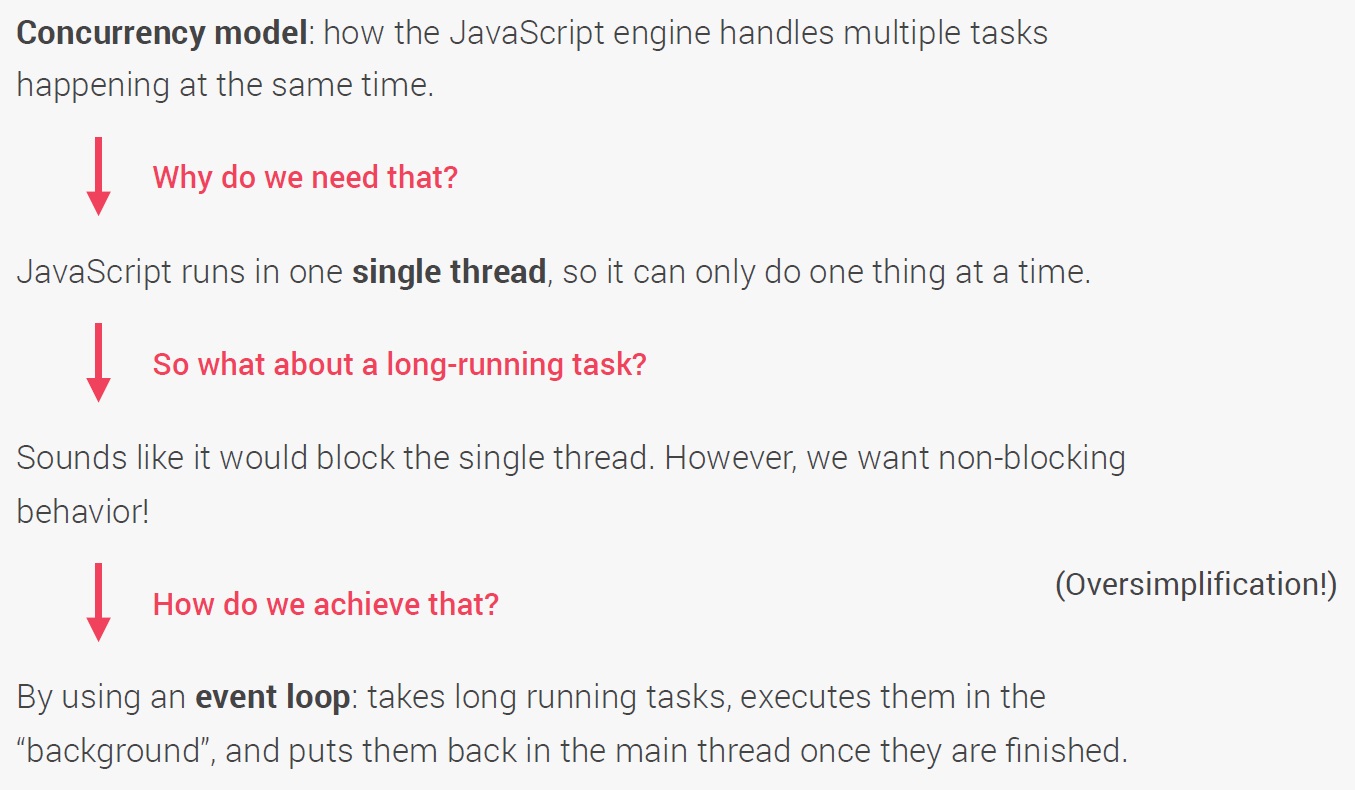 Concurrency model: how the JavaScript engine handles multiple tasks
happening at the same time.
Why do we need that?
JavaScript runs in one single thread, so it can only do one thing at a time.
So what about a long-running task?
Sounds like it would block the single thread. However, we want non-blocking
behavior!
(Oversimplification!)
How do we achieve that?
By using an event loop: takes long running tasks, executes them in the
“background”, and puts them back in the main thread once they are finished.